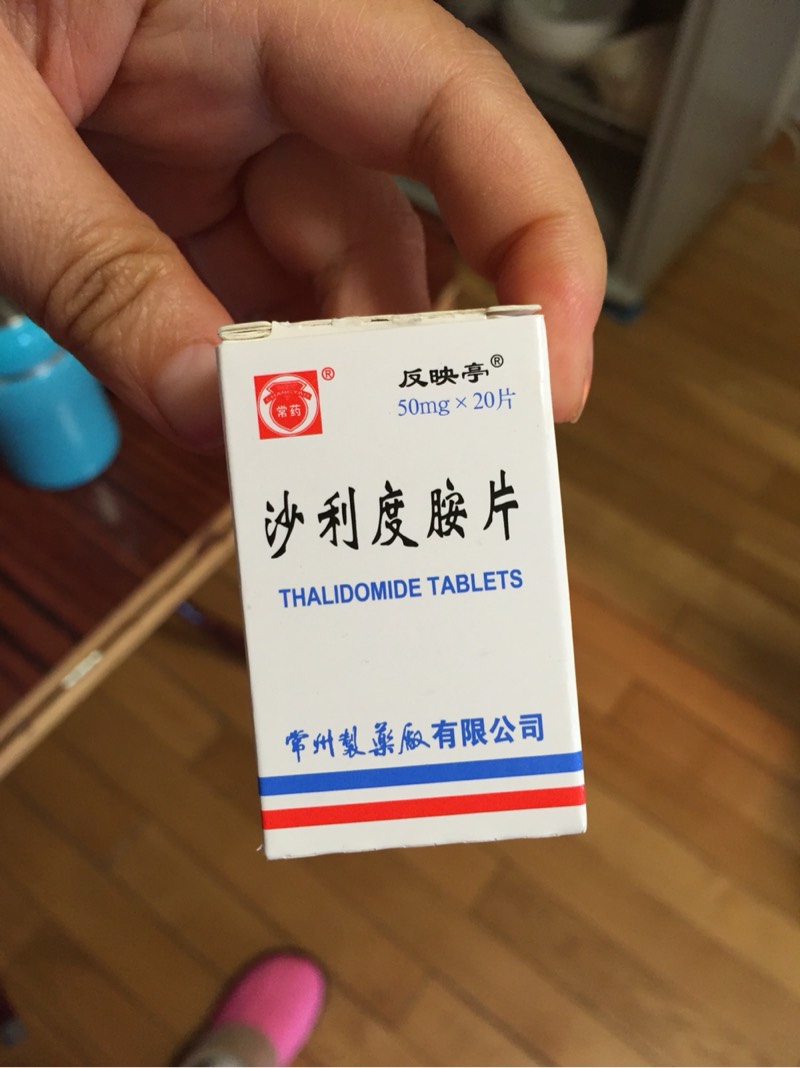 常药
®
反映亭®
50mg×20片
沙利度胺片
THALIDOMIDE TABLETS
常州製藥廠有限公司